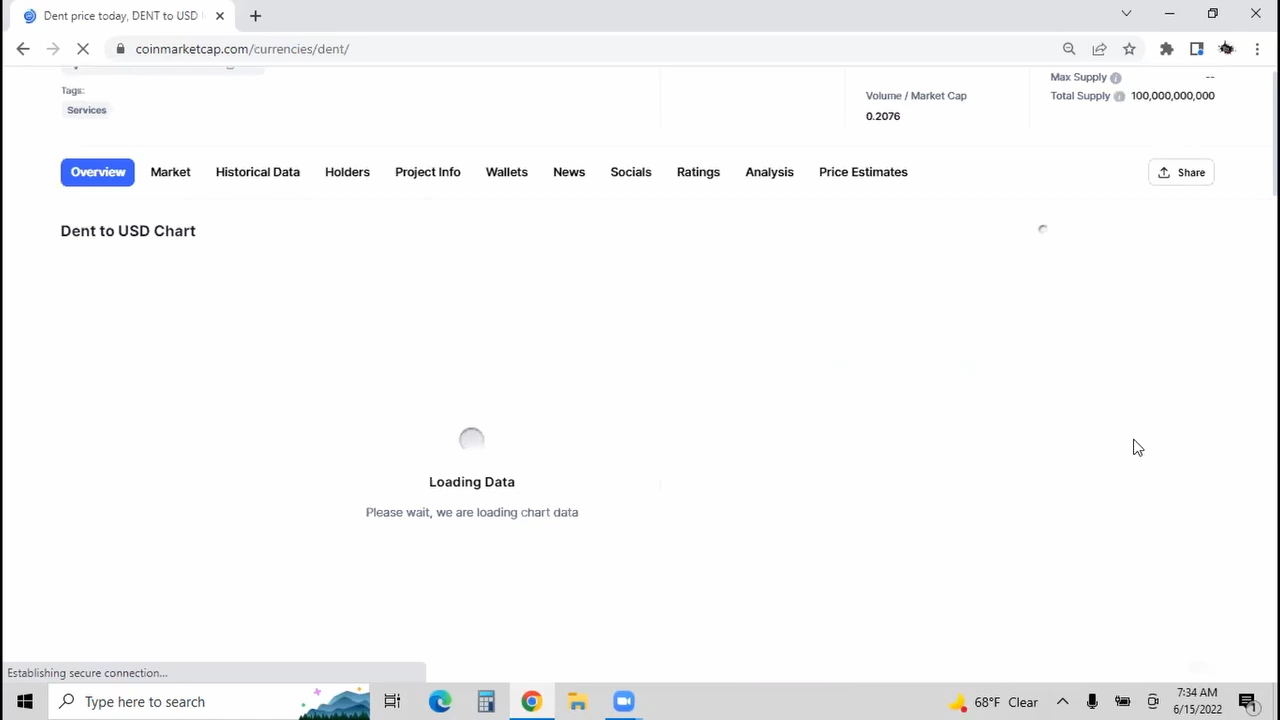 Dent price today, DENT to USD
coinmarketcap.com/currencies/dent/
Tags:
Services
Volume / Market Cap
0.2076
Max Supply --
Total Supply 100,000,000,000
Overview Market Historical Data Holders Project Info Wallets News Socials Ratings Analysis Price Estimates Share
Dent to USD Chart
Loading Data
Please wait, we are loading chart data
Establishing secure connection...
Type here to search
68°F Clear
7:34 AM
6/15/2022
1